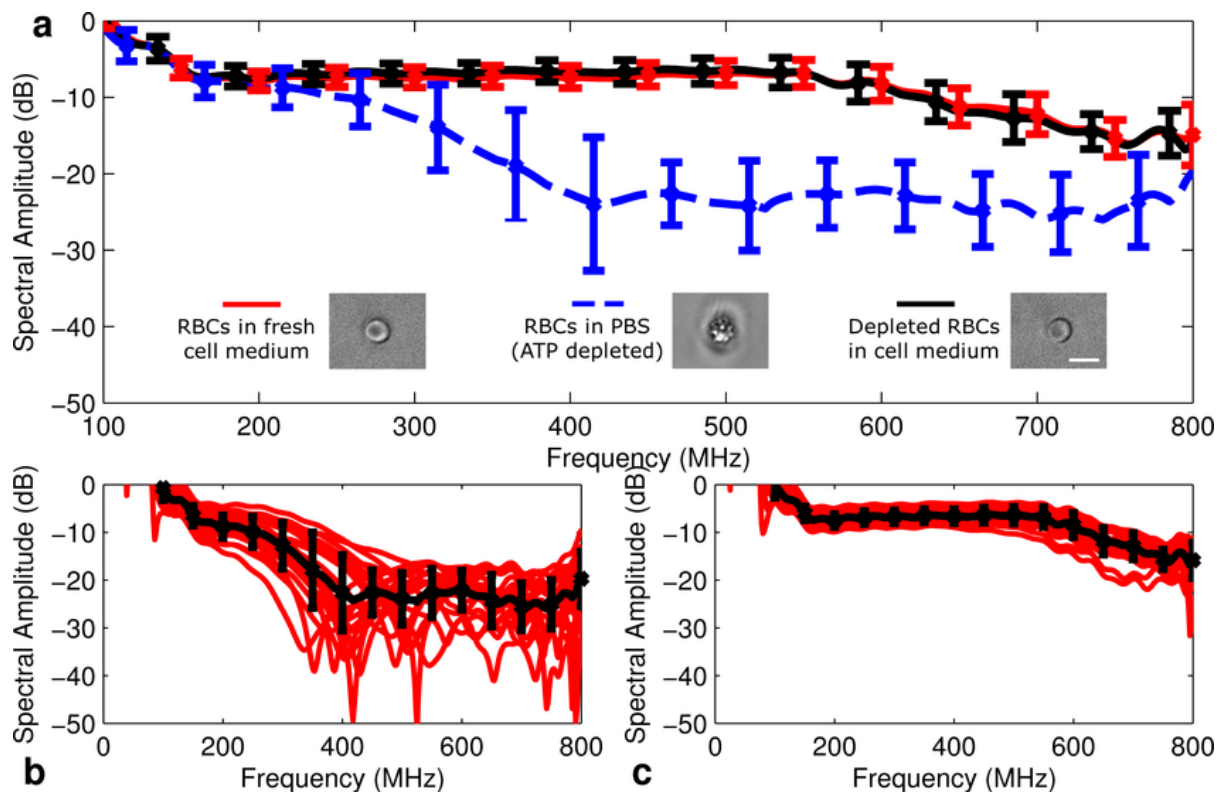 a
0
−10
−20
−30
−40
−50
Spectral Amplitude (dB)
RBCs in fresh
cell medium
RBCs in PBS
(ATP depleted)
Depleted RBCs
in cell medium
100 200 300 400 500 600 700 800
Frequency (MHz)
0
−10
−20
−30
−40
−50
Spectral Amplitude (dB)
0 200 400 600 800
Frequency (MHz)
b
0
−10
−20
−30
−40
−50
Spectral Amplitude (dB)
0 200 400 600 800
Frequency (MHz)
c